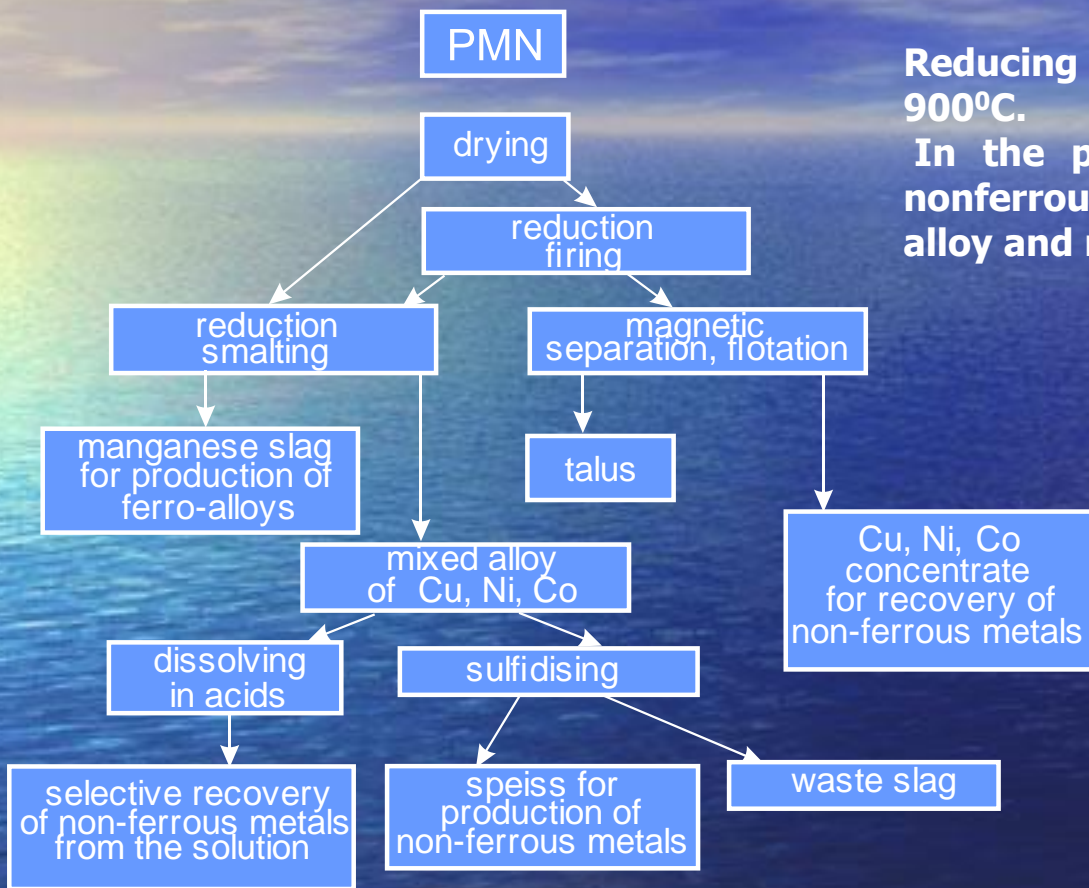 PMN
Reducing
900⁰C.
In the
nonferrou
alloy and
drying
reduction
firing
reduction
smalting
magnetic
separation, flotation
manganese slag
for production of
ferro-alloys
talus
Cu, Ni, Co
concentrate
for recovery of
non-ferrous metals
mixed alloy
of Cu, Ni, Co
dissolving
in acids
sulfidising
selective recovery
of non-ferrous metals
from the solution
speiss for
production of
non-ferrous metals
waste slag